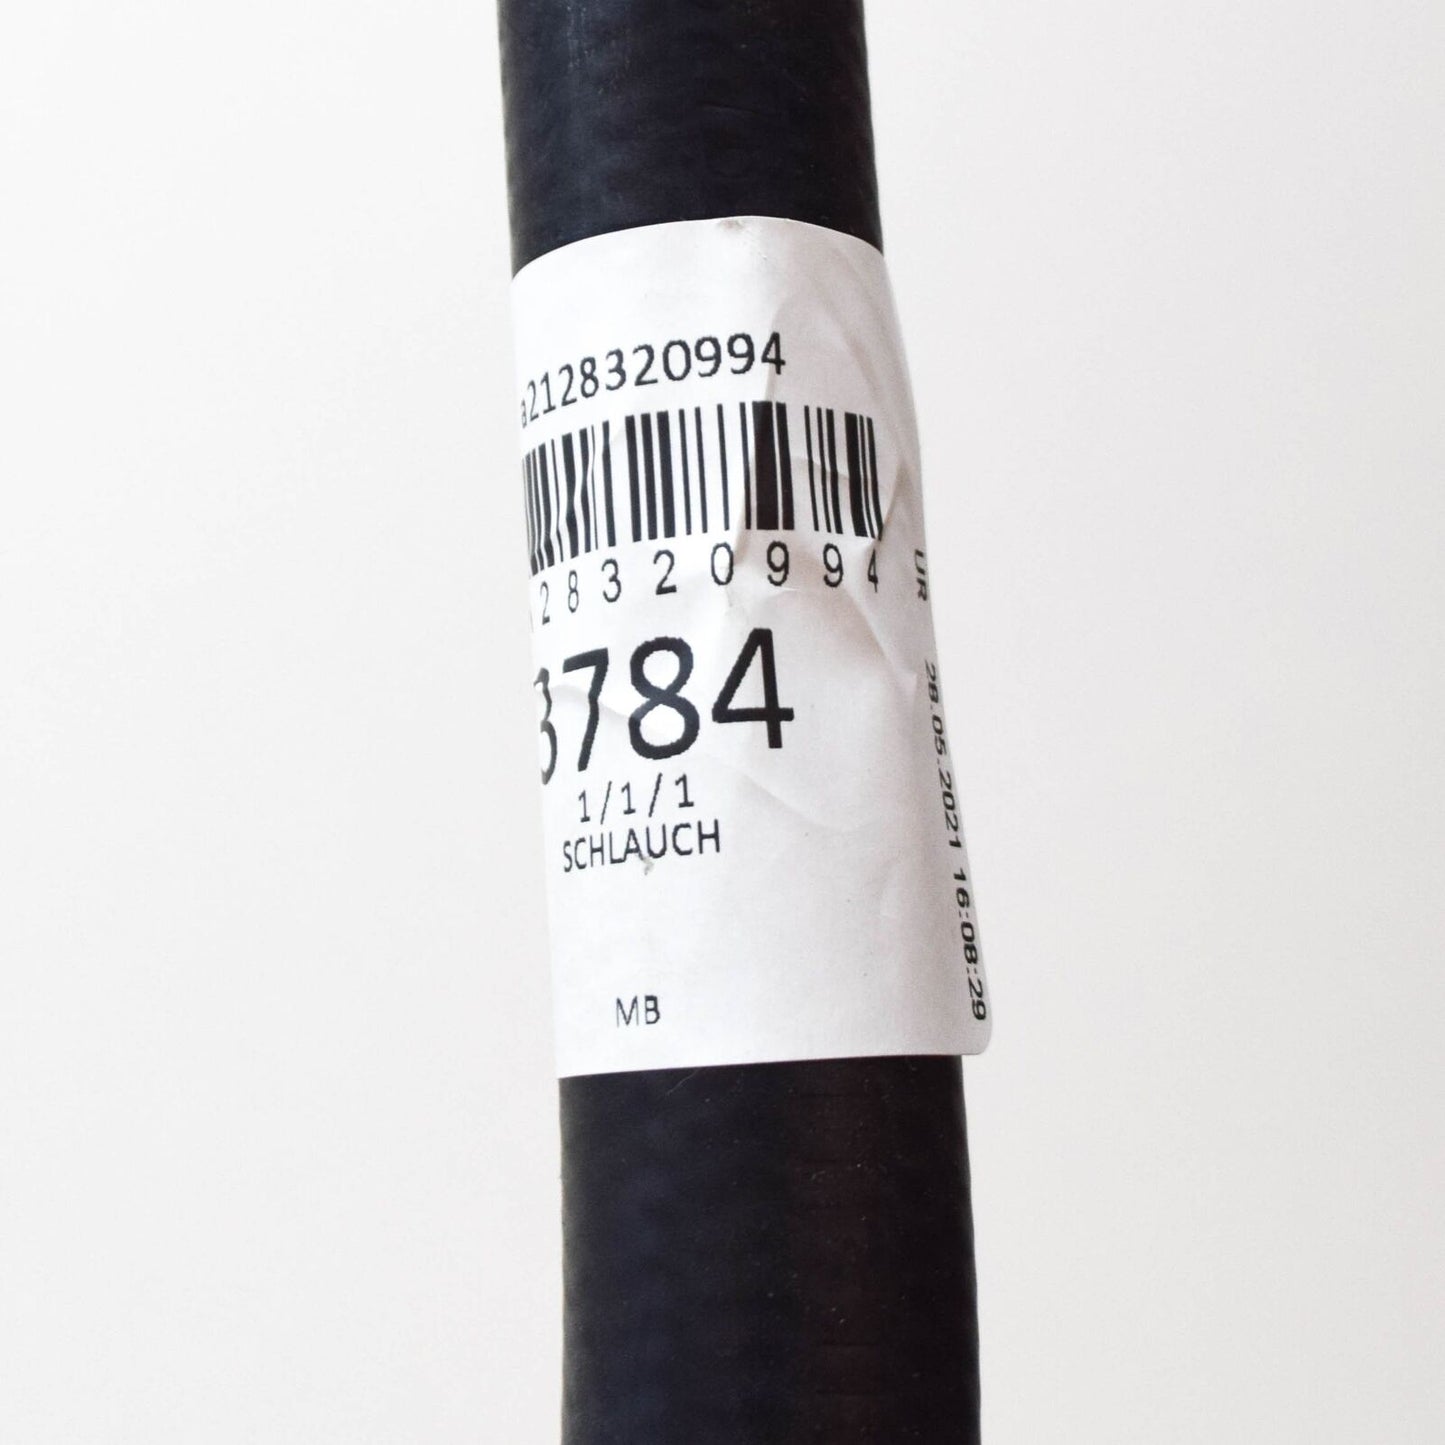 a2128320994
28320994
3784
1/1/1
SCHLAUCH
MB
UR 28.05.2021 16:08:29